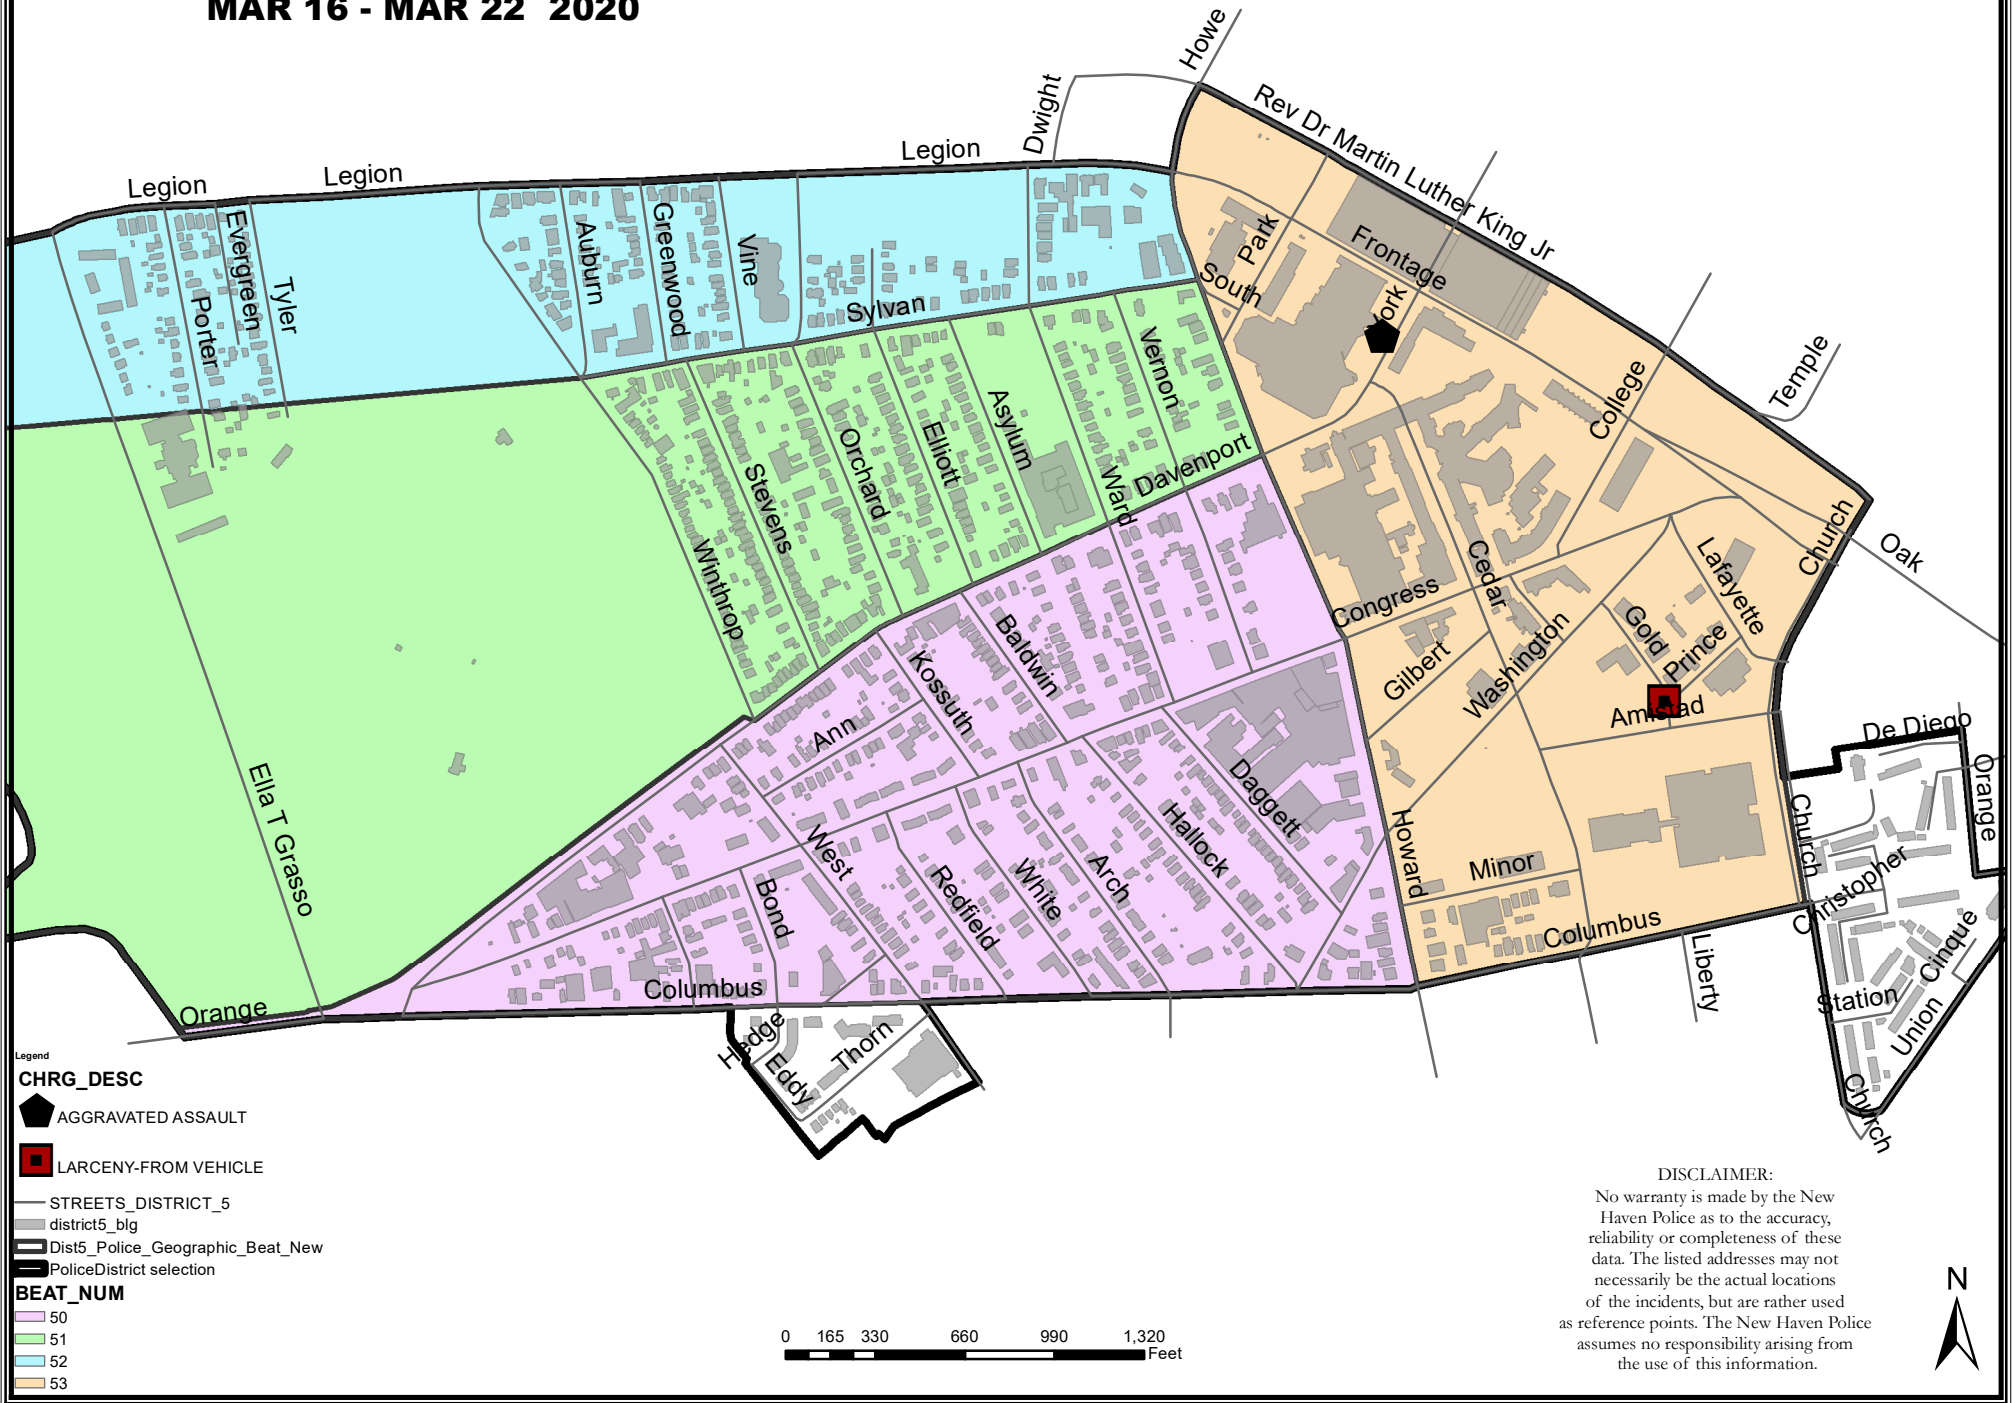 MAR 16 - MAR 22 2020
Howe
Rev Dr Martin Luther King Jr
Dwight
Legion
Legion
Legion
Park
Frontage
South
York
Evergreen
Tyler
Porter
Auburn
Greenwood
Vine
Sylvan
Vernon
College
Temple
Asylum
Elliott
Orchard
Stevens
Ward
Davenport
Winthrop
Church
Oak
Cedar
Congress
Lafayette
Gold
Prince
Washington
Gilbert
Amistad
Baldwin
Kossuth
Ann
De Diego
Orange
Ella T Grasso
Daggett
Hallock
Howard
Arch
White
Redfield
West
Bond
Minor
Church
Christopher
Columbus
Columbus
Cinque
Liberty
Station
Union
Church
Orange
Hedge
Eddy
Thorn
Legend
CHRG_DESC
AGGRAVATED ASSAULT
LARCENY-FROM VEHICLE
STREETS_DISTRICT_5
district5_blg
Dist5_Police_Geographic_Beat_New
PoliceDistrict selection
BEAT_NUM
50
51
52
53
0 165 330 660 990 1,320
Feet
DISCLAIMER:
No warranty is made by the New
Haven Police as to the accuracy,
reliability or completeness of these
data. The listed addresses may not
necessarily be the actual locations
of the incidents, but are rather used
as reference points. The New Haven Police
assumes no responsibility arising from
the use of this information.
N